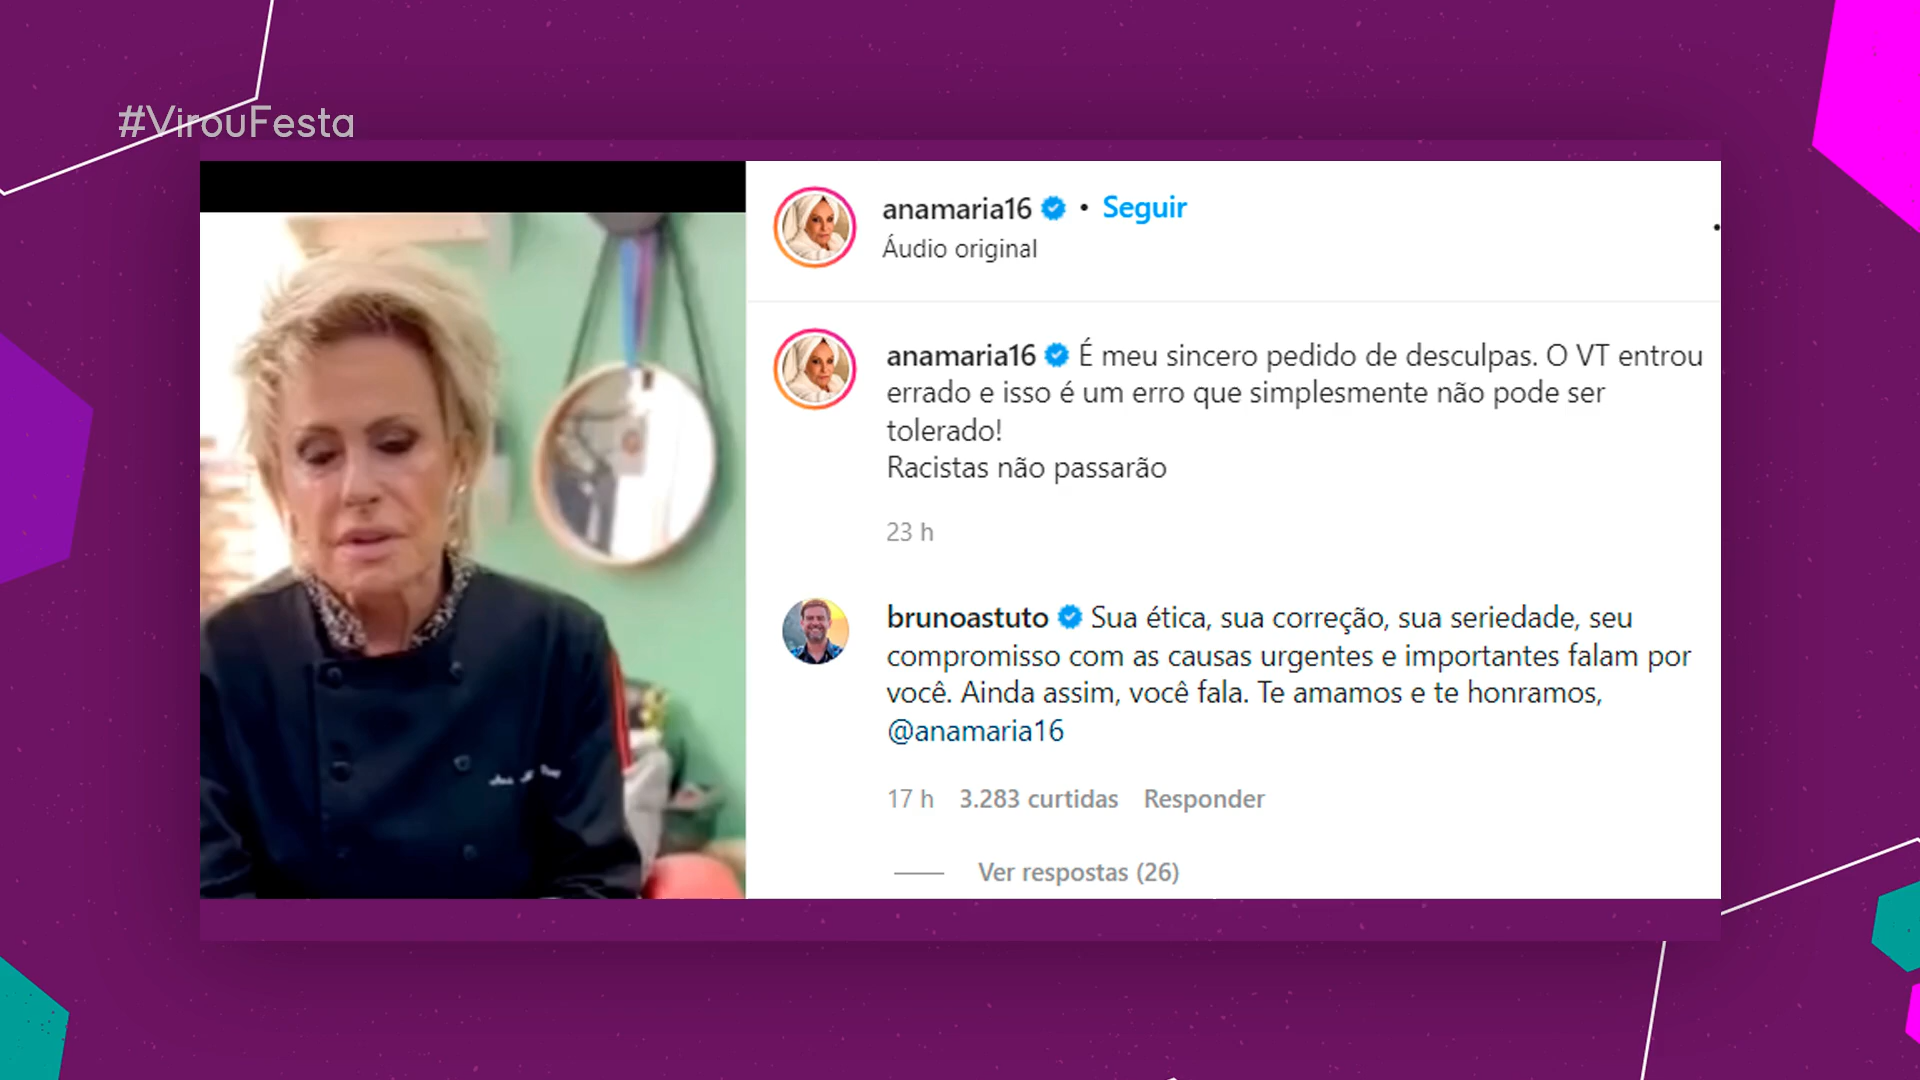 #VirouFesta
anamaria16 • Seguir
Áudio original
anamaria16 É meu sincero pedido de desculpas. O VT entrou
errado e isso é um erro que simplesmente não pode ser
tolerado!
Racistas não passarão
23 h
brunoastuto Sua ética, sua correção, sua seriedade, seu
compromisso com as causas urgentes e importantes falam por
você. Ainda assim, você fala. Te amamos e te honramos,
@anamaria16
17 h 3.283 curtidas Responder
Ver respostas (26)